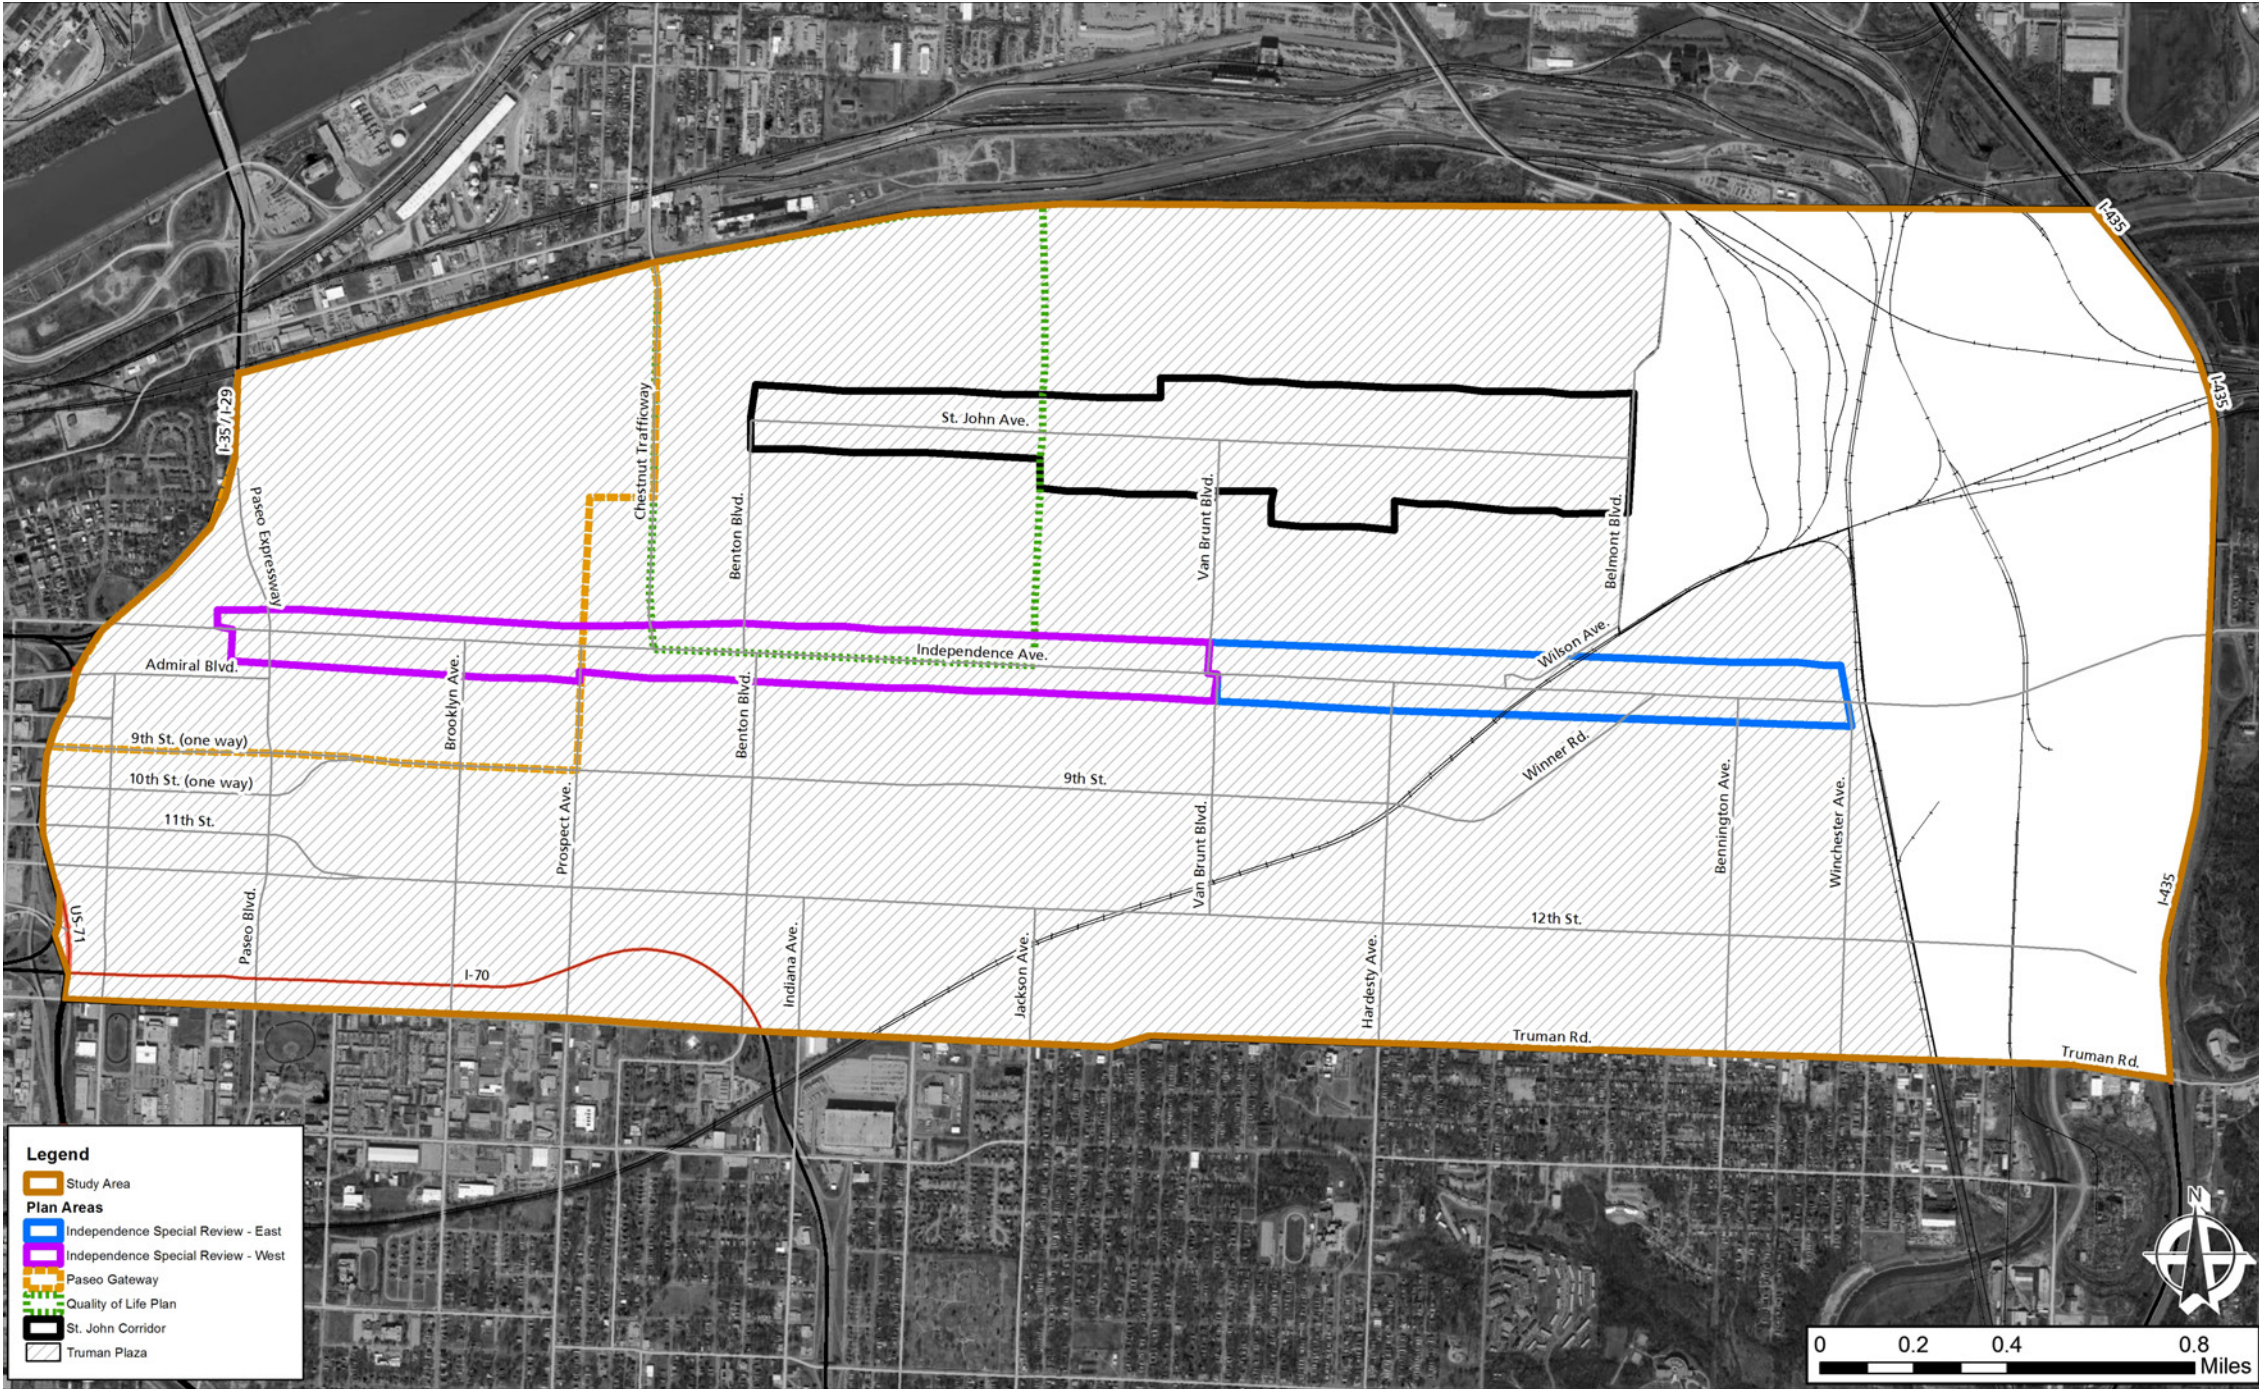 I-435
I-435
I-35 / I-29
Chestnut Trafficway
St. John Ave.
Paseo Expressway
Benton Blvd.
Van Brunt Blvd.
Belmont Blvd.
Independence Ave.
Wilson Ave.
Admiral Blvd.
Brooklyn Ave.
Benton Blvd.
9th St. (one way)
10th St. (one way)
9th St.
Winner Rd.
11th St.
Prospect Ave.
Van Brunt Blvd.
Bennington Ave.
Winchester Ave.
I-435
US-71
Paseo Blvd.
12th St.
I-70
Indiana Ave.
Jackson Ave.
Hardesty Ave.
Truman Rd.
Truman Rd.
Legend
Study Area
Plan Areas
Independence Special Review - East
Independence Special Review - West
Paseo Gateway
Quality of Life Plan
St. John Corridor
Truman Plaza
N
0 0.2 0.4 0.8
Miles